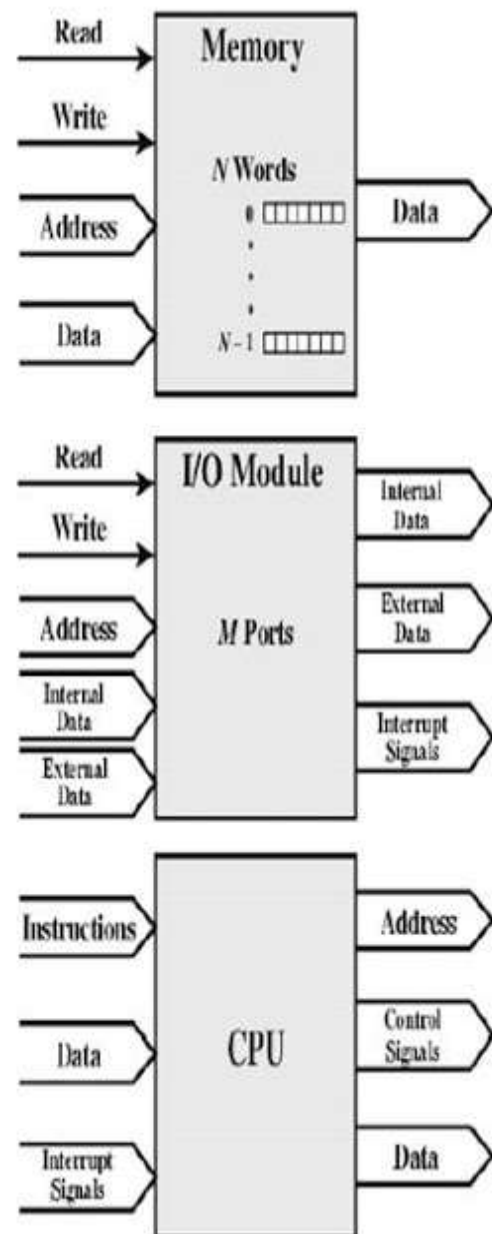 Read
Memory
Write
N Words
0
Address
Data
Data
N – 1
Read
I/O Module
Internal
Data
Write
External
Data
Address
M Ports
Internal
Data
Interrupt
Signals
External
Data
Instructions
Address
CPU
Control
Signals
Data
Interrupt
Signals
Data